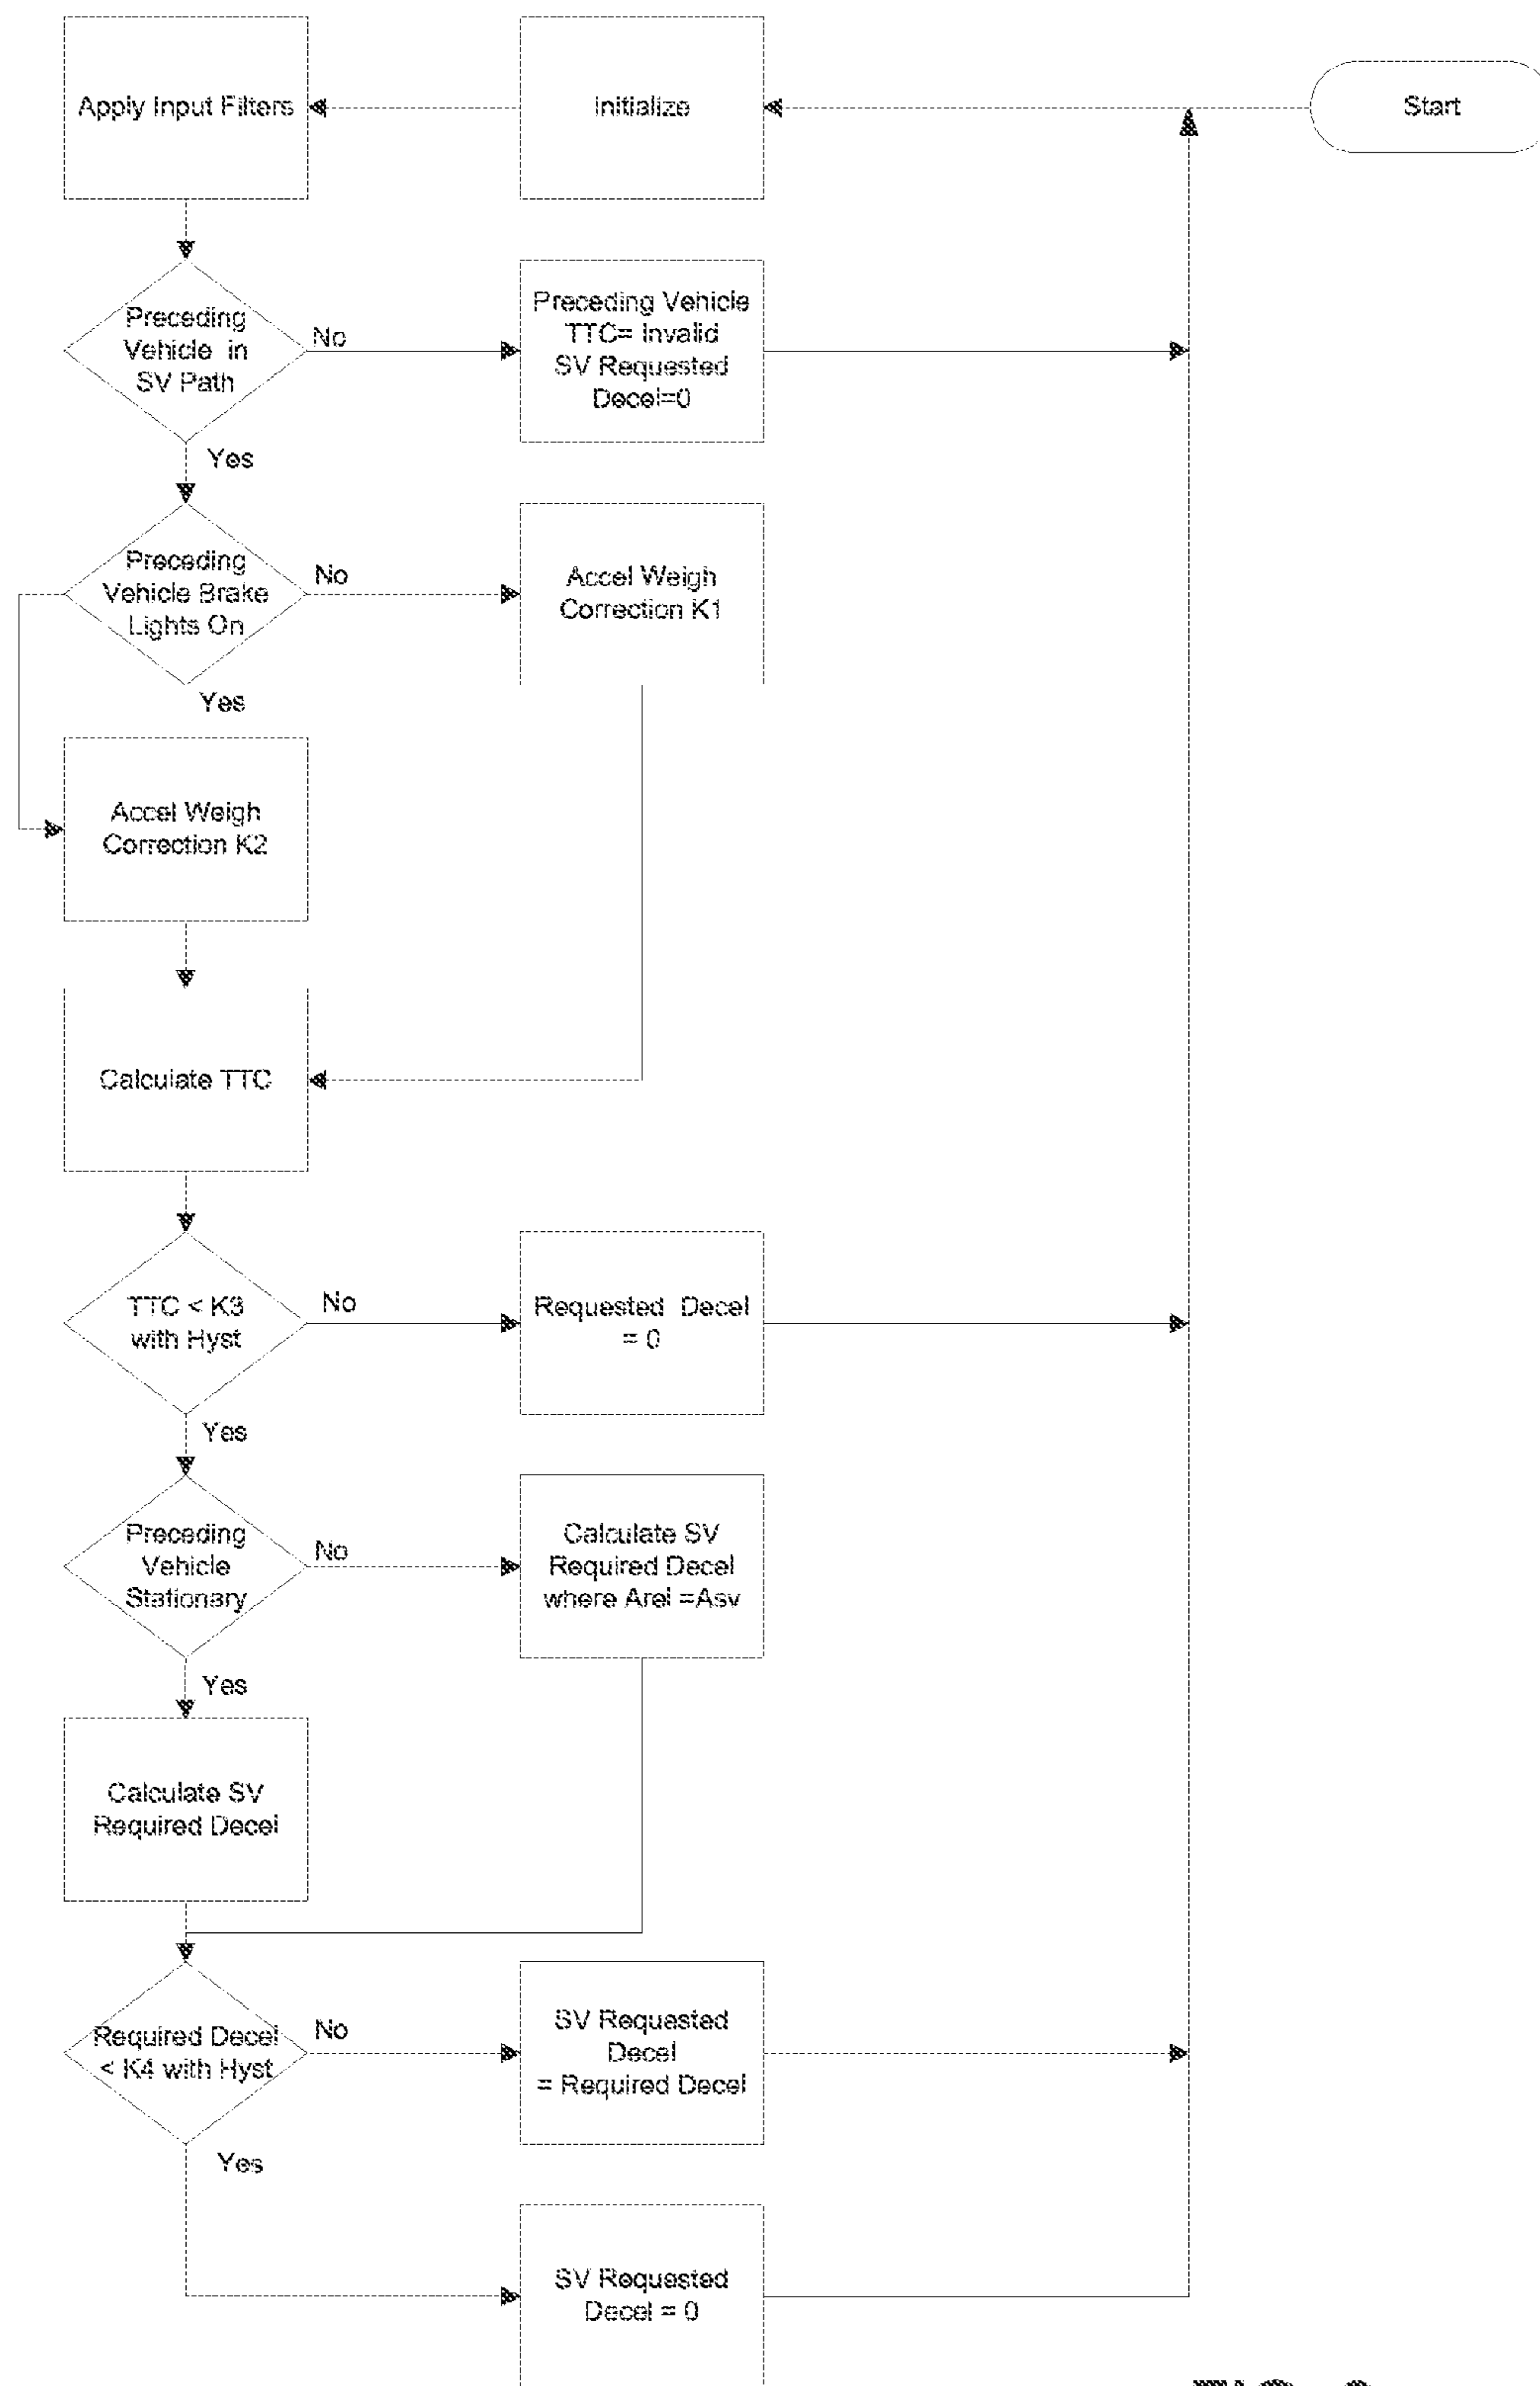 Apply Input Filters
Initialize
Start
Preceding
Vehicle in
SV Path
No
Preceding Vehicle
TTC= Invalid
SV Requested
Decel=0
Yes
Preceding
Vehicle Brake
Lights On
No
Accel Weigh
Correction K1
Yes
Accel Weigh
Correction K2
Calculate TTC
TTC < K3
with Hyst
No
Requested Decel
= 0
Yes
Preceding
Vehicle
Stationary
No
Calculate SV
Required Decel
where Arel =Asv
Yes
Calculate SV
Required Decel
Required Decel
< K4 with Hyst
No
SV Requested
Decel
= Required Decel
Yes
SV Requested
Decel = 0